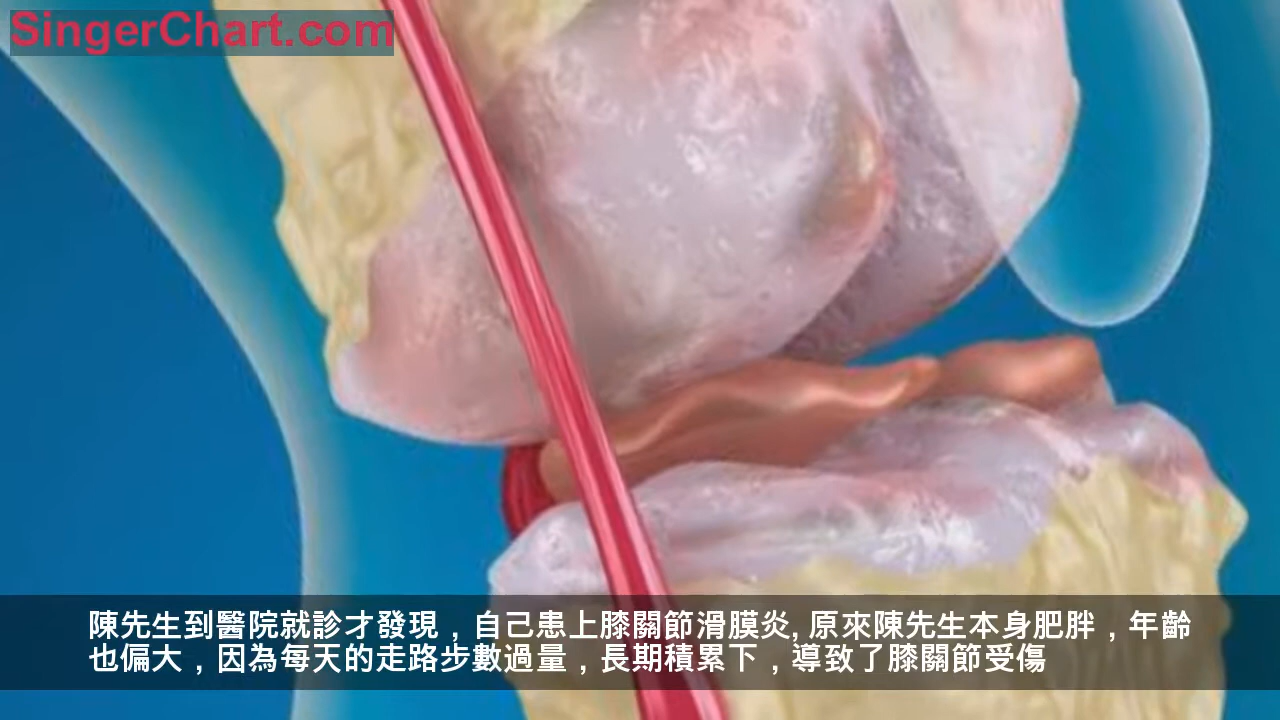 SingerChart.com
陳先生到醫院就診才發現，自己患上膝關節滑膜炎, 原來陳先生本身肥胖，年齡
也偏大，因為每天的走路步數過量，長期積累下，導致了膝關節受傷